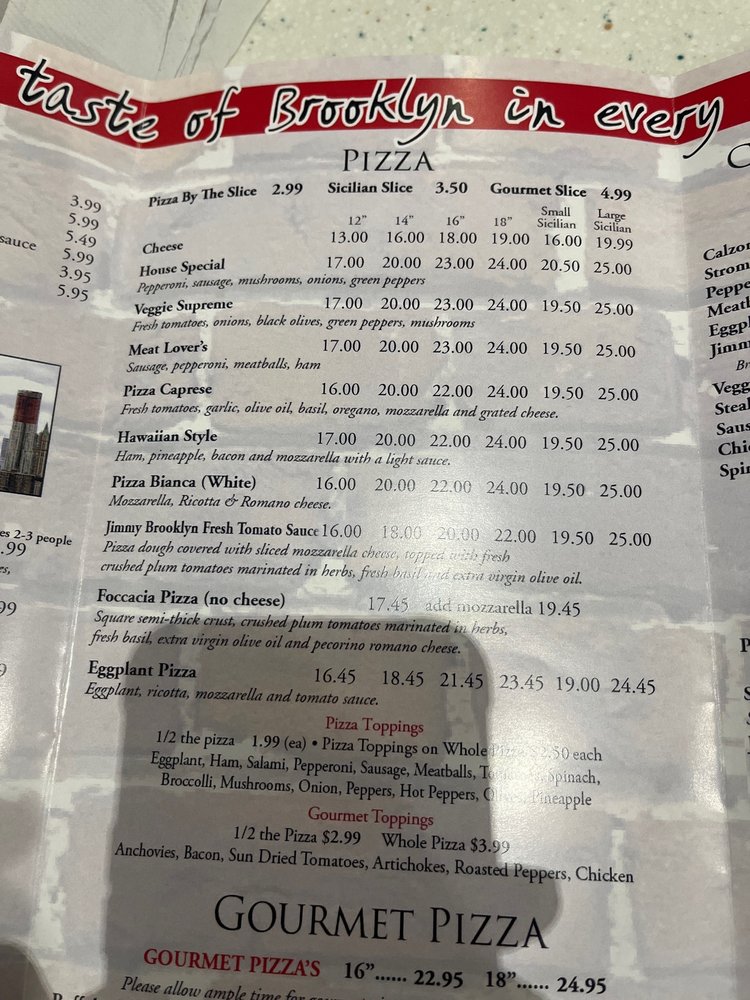 taste of Brooklyn in every
PIZZA
Pizza By The Slice 2.99 Sicilian Slice 3.50 Gourmet Slice 4.99
12" 14" 16" 18" Small Sicilian Large Sicilian
Cheese 13.00 16.00 18.00 19.00 16.00 19.99
House Special 17.00 20.00 23.00 24.00 20.50 25.00
Pepperoni, sausage, mushrooms, onions, green peppers
Veggie Supreme 17.00 20.00 23.00 24.00 19.50 25.00
Fresh tomatoes, onions, black olives, green peppers, mushrooms
Meat Lover's 17.00 20.00 23.00 24.00 19.50 25.00
Sausage, pepperoni, meatballs, ham
Pizza Caprese 16.00 20.00 22.00 24.00 19.50 25.00
Fresh tomatoes, garlic, olive oil, basil, oregano, mozzarella and grated cheese.
Hawaiian Style 17.00 20.00 22.00 24.00 19.50 25.00
Ham, pineapple, bacon and mozzarella with a light sauce.
Pizza Bianca (White) 16.00 20.00 22.00 24.00 19.50 25.00
Mozzarella, Ricotta & Romano cheese.
Jimmy Brooklyn Fresh Tomato Sauce 16.00 18.00 20.00 22.00 19.50 25.00
Pizza dough covered with sliced mozzarella cheese, topped with fresh
crushed plum tomatoes marinated in herbs, fresh basil and extra virgin olive oil.
Foccacia Pizza (no cheese) 17.45 add mozzarella 19.45
Square semi-thick crust, crushed plum tomatoes marinated in herbs,
fresh basil, extra virgin olive oil and pecorino romano cheese.
Eggplant Pizza 16.45 18.45 21.45 23.45 19.00 24.45
Eggplant, ricotta, mozzarella and tomato sauce.
Pizza Toppings
1/2 the pizza 1.99 (ea) • Pizza Toppings on Whole Pizza $2.50 each
Eggplant, Ham, Salami, Pepperoni, Sausage, Meatballs, Spinach,
Broccolli, Mushrooms, Onion, Peppers, Hot Peppers, Pineapple
Gourmet Toppings
1/2 the Pizza $2.99 Whole Pizza $3.99
Anchovies, Bacon, Sun Dried Tomatoes, Artichokes, Roasted Peppers, Chicken
GOURMET PIZZA
GOURMET PIZZA'S 16"...... 22.95 18"...... 24.95
Please allow ample time for
3.99
5.99
sauce 5.49
5.99
3.95
5.95
es 2-3 people
.99
es,
99